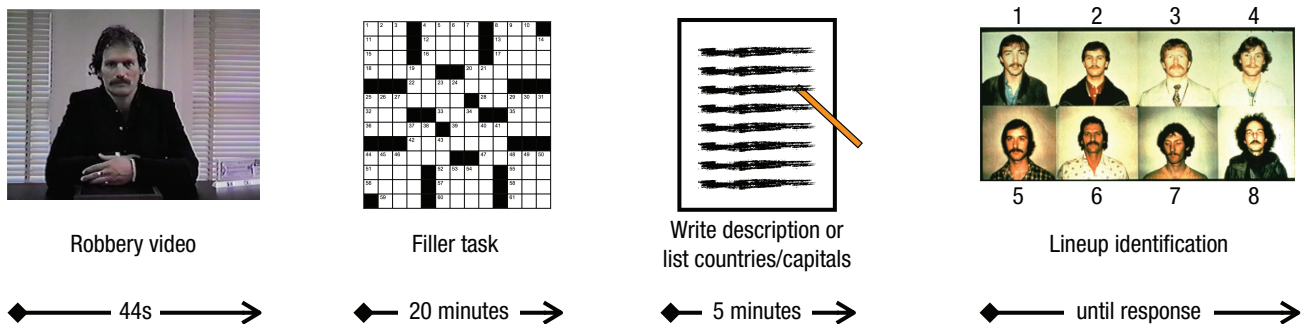 1 2 3 4
5 6 7 8
Robbery video
Filler task
Write description or
list countries/capitals
Lineup identification
44s
20 minutes
5 minutes
until response